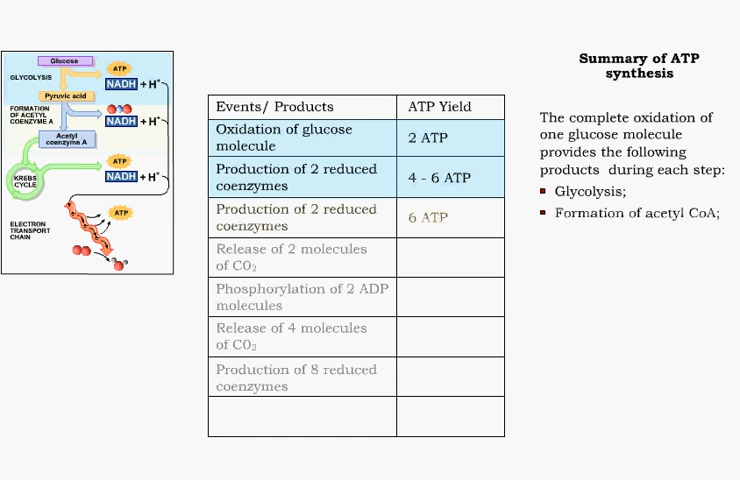 Glucose
GLYCOLYSIS
ATP
NADH + H⁺
Pyruvic acid
FORMATION
OF ACETYL
COENZYME A
NADH + H⁺
Acetyl
coenzyme A
ATP
KREBS
CYCLE
NADH + H⁺
ELECTRON
TRANSPORT
CHAIN
ATP
Events/ Products ATP Yield
Oxidation of glucose
molecule
2 ATP
Production of 2 reduced
coenzymes
4 - 6 ATP
Production of 2 reduced
coenzymes
6 ATP
Release of 2 molecules
of CO₂
Phosphorylation of 2 ADP
molecules
Release of 4 molecules
of CO₂
Production of 8 reduced
coenzymes
Summary of ATP
synthesis
The complete oxidation of
one glucose molecule
provides the following
products during each step:
Glycolysis;
Formation of acetyl CoA;